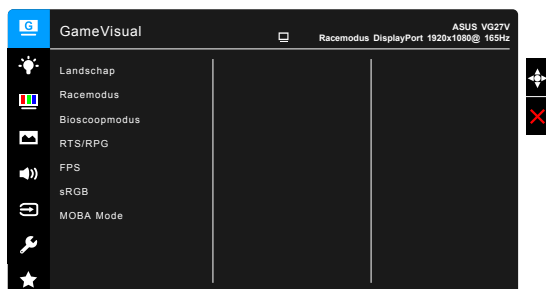 G
GameVisual
ASUS VG27V
Racemodus DisplayPort 1920x1080@ 165Hz
Landschap
Racemodus
Bioscoopmodus
RTS/RPG
FPS
sRGB
MOBA Mode